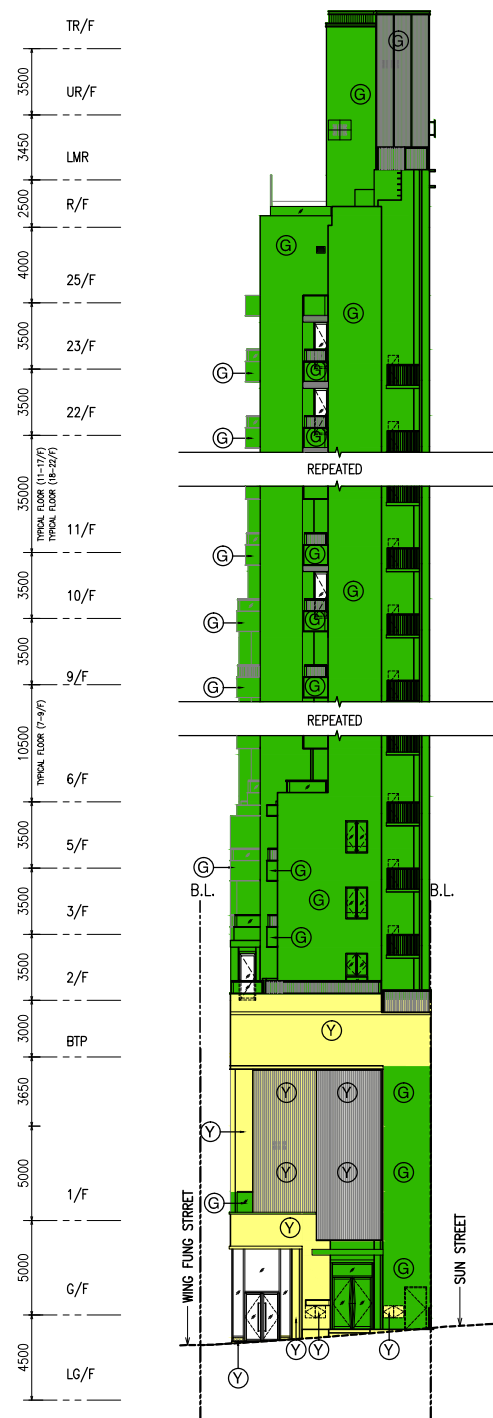 TR/F
3500
UR/F
3450
LMR
2500
R/F
4000
25/F
3500
23/F
3500
22/F
35000
TYPICAL FLOOR (11-17/F)
TYPICAL FLOOR (18-22/F)
11/F
3500
10/F
3500
9/F
10500
TYPICAL FLOOR (7-9/F)
6/F
3500
5/F
3500
3/F
3500
2/F
3000
BTP
3650
5000
1/F
5000
G/F
4500
LG/F
G
G
G
G
G
G
G
G
REPEATED
G
G
G
G
G
G
G
REPEATED
G
G
G
G
B.L.
B.L.
Y
Y
Y
G
Y
Y
Y
G
G
Y
G
Y
Y
Y
Y
WING FUNG STRRET
SUN STREET